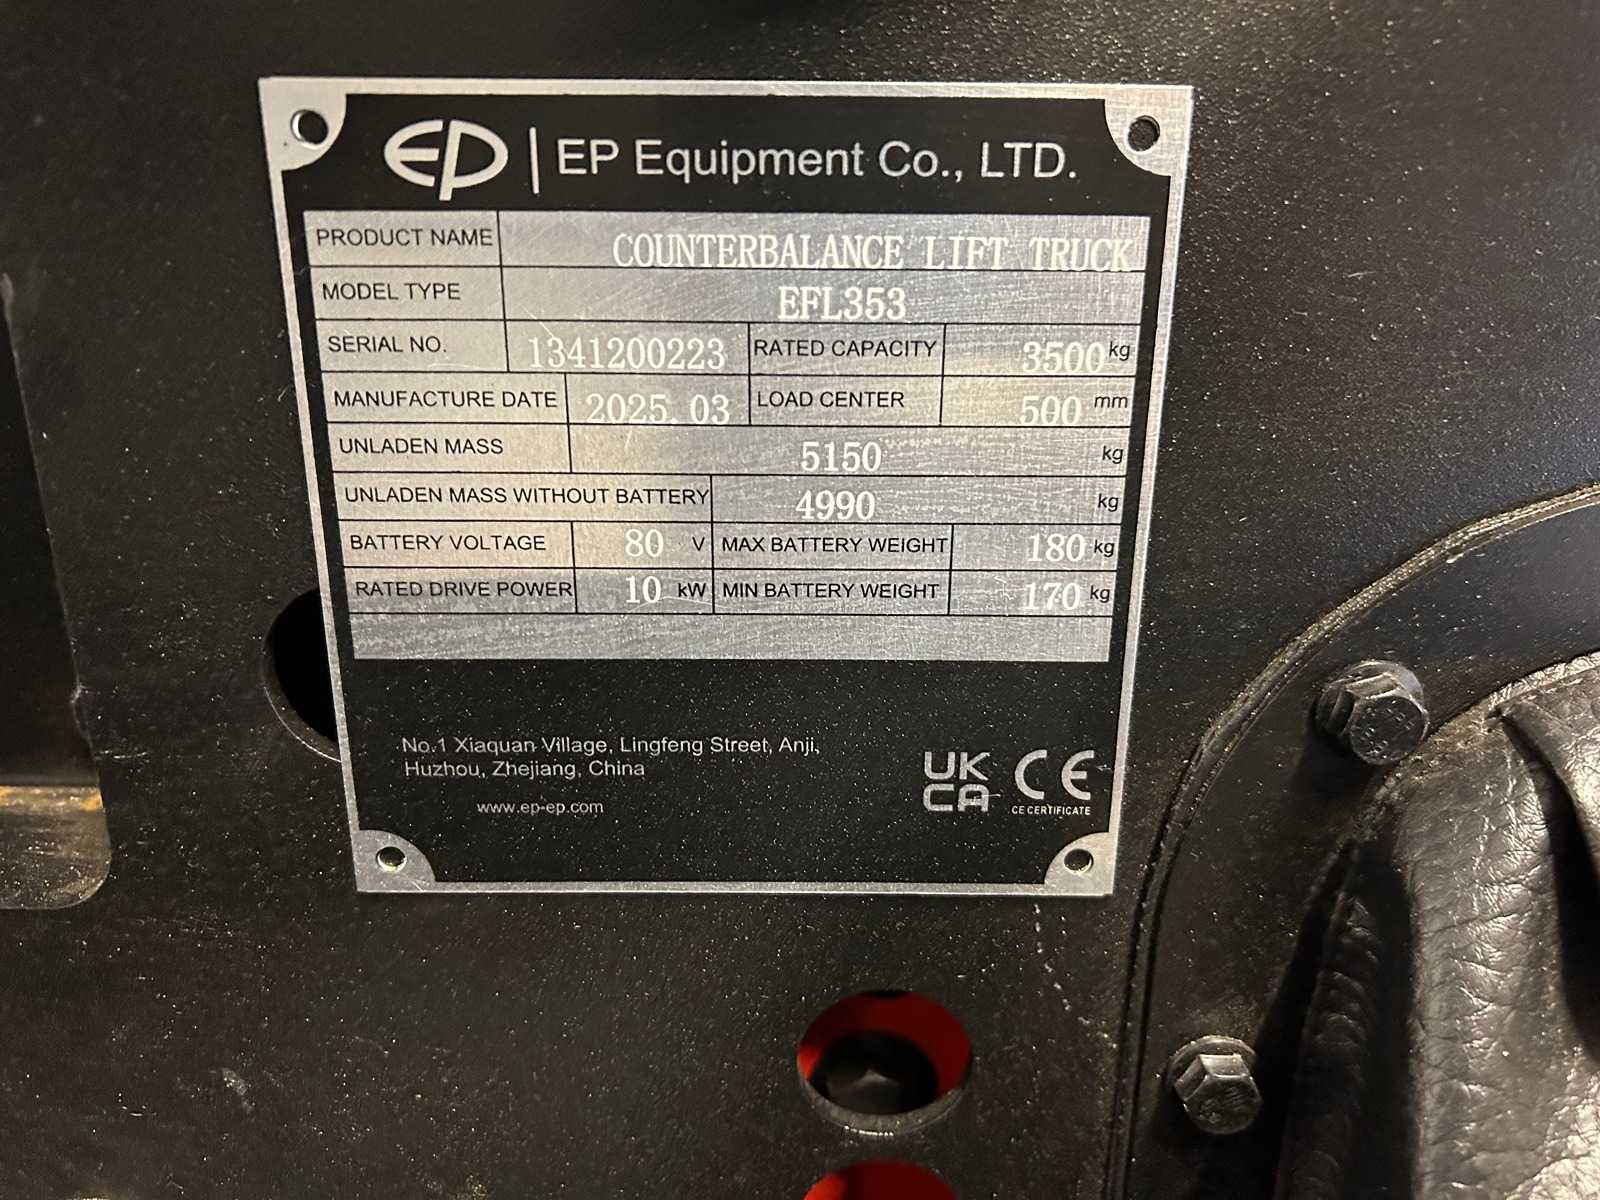 EP | EP Equipment Co., LTD.
PRODUCT NAME COUNTERBALANCE LIFT TRUCK
MODEL TYPE EFL353
SERIAL NO. 1341200223 RATED CAPACITY 3500 kg
MANUFACTURE DATE 2025.03 LOAD CENTER 500 mm
UNLADEN MASS 5150 kg
UNLADEN MASS WITHOUT BATTERY 4990 kg
BATTERY VOLTAGE 80 V MAX BATTERY WEIGHT 180 kg
RATED DRIVE POWER 10 kW MIN BATTERY WEIGHT 170 kg
No.1 Xiaquan Village, Lingfeng Street, Anji,
Huzhou, Zhejiang, China
www.ep-ep.com
UK
CA
CE
CE CERTIFICATE